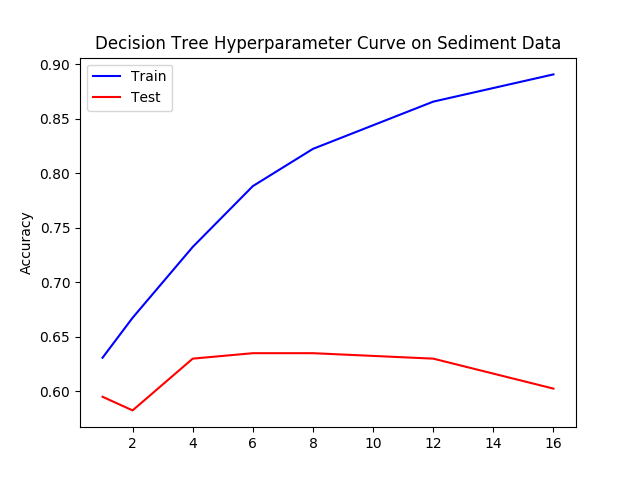 Decision Tree Hyperparameter Curve on Sediment Data
Train
Test
Accuracy
0.90
0.85
0.80
0.75
0.70
0.65
0.60
2 4 6 8 10 12 14 16